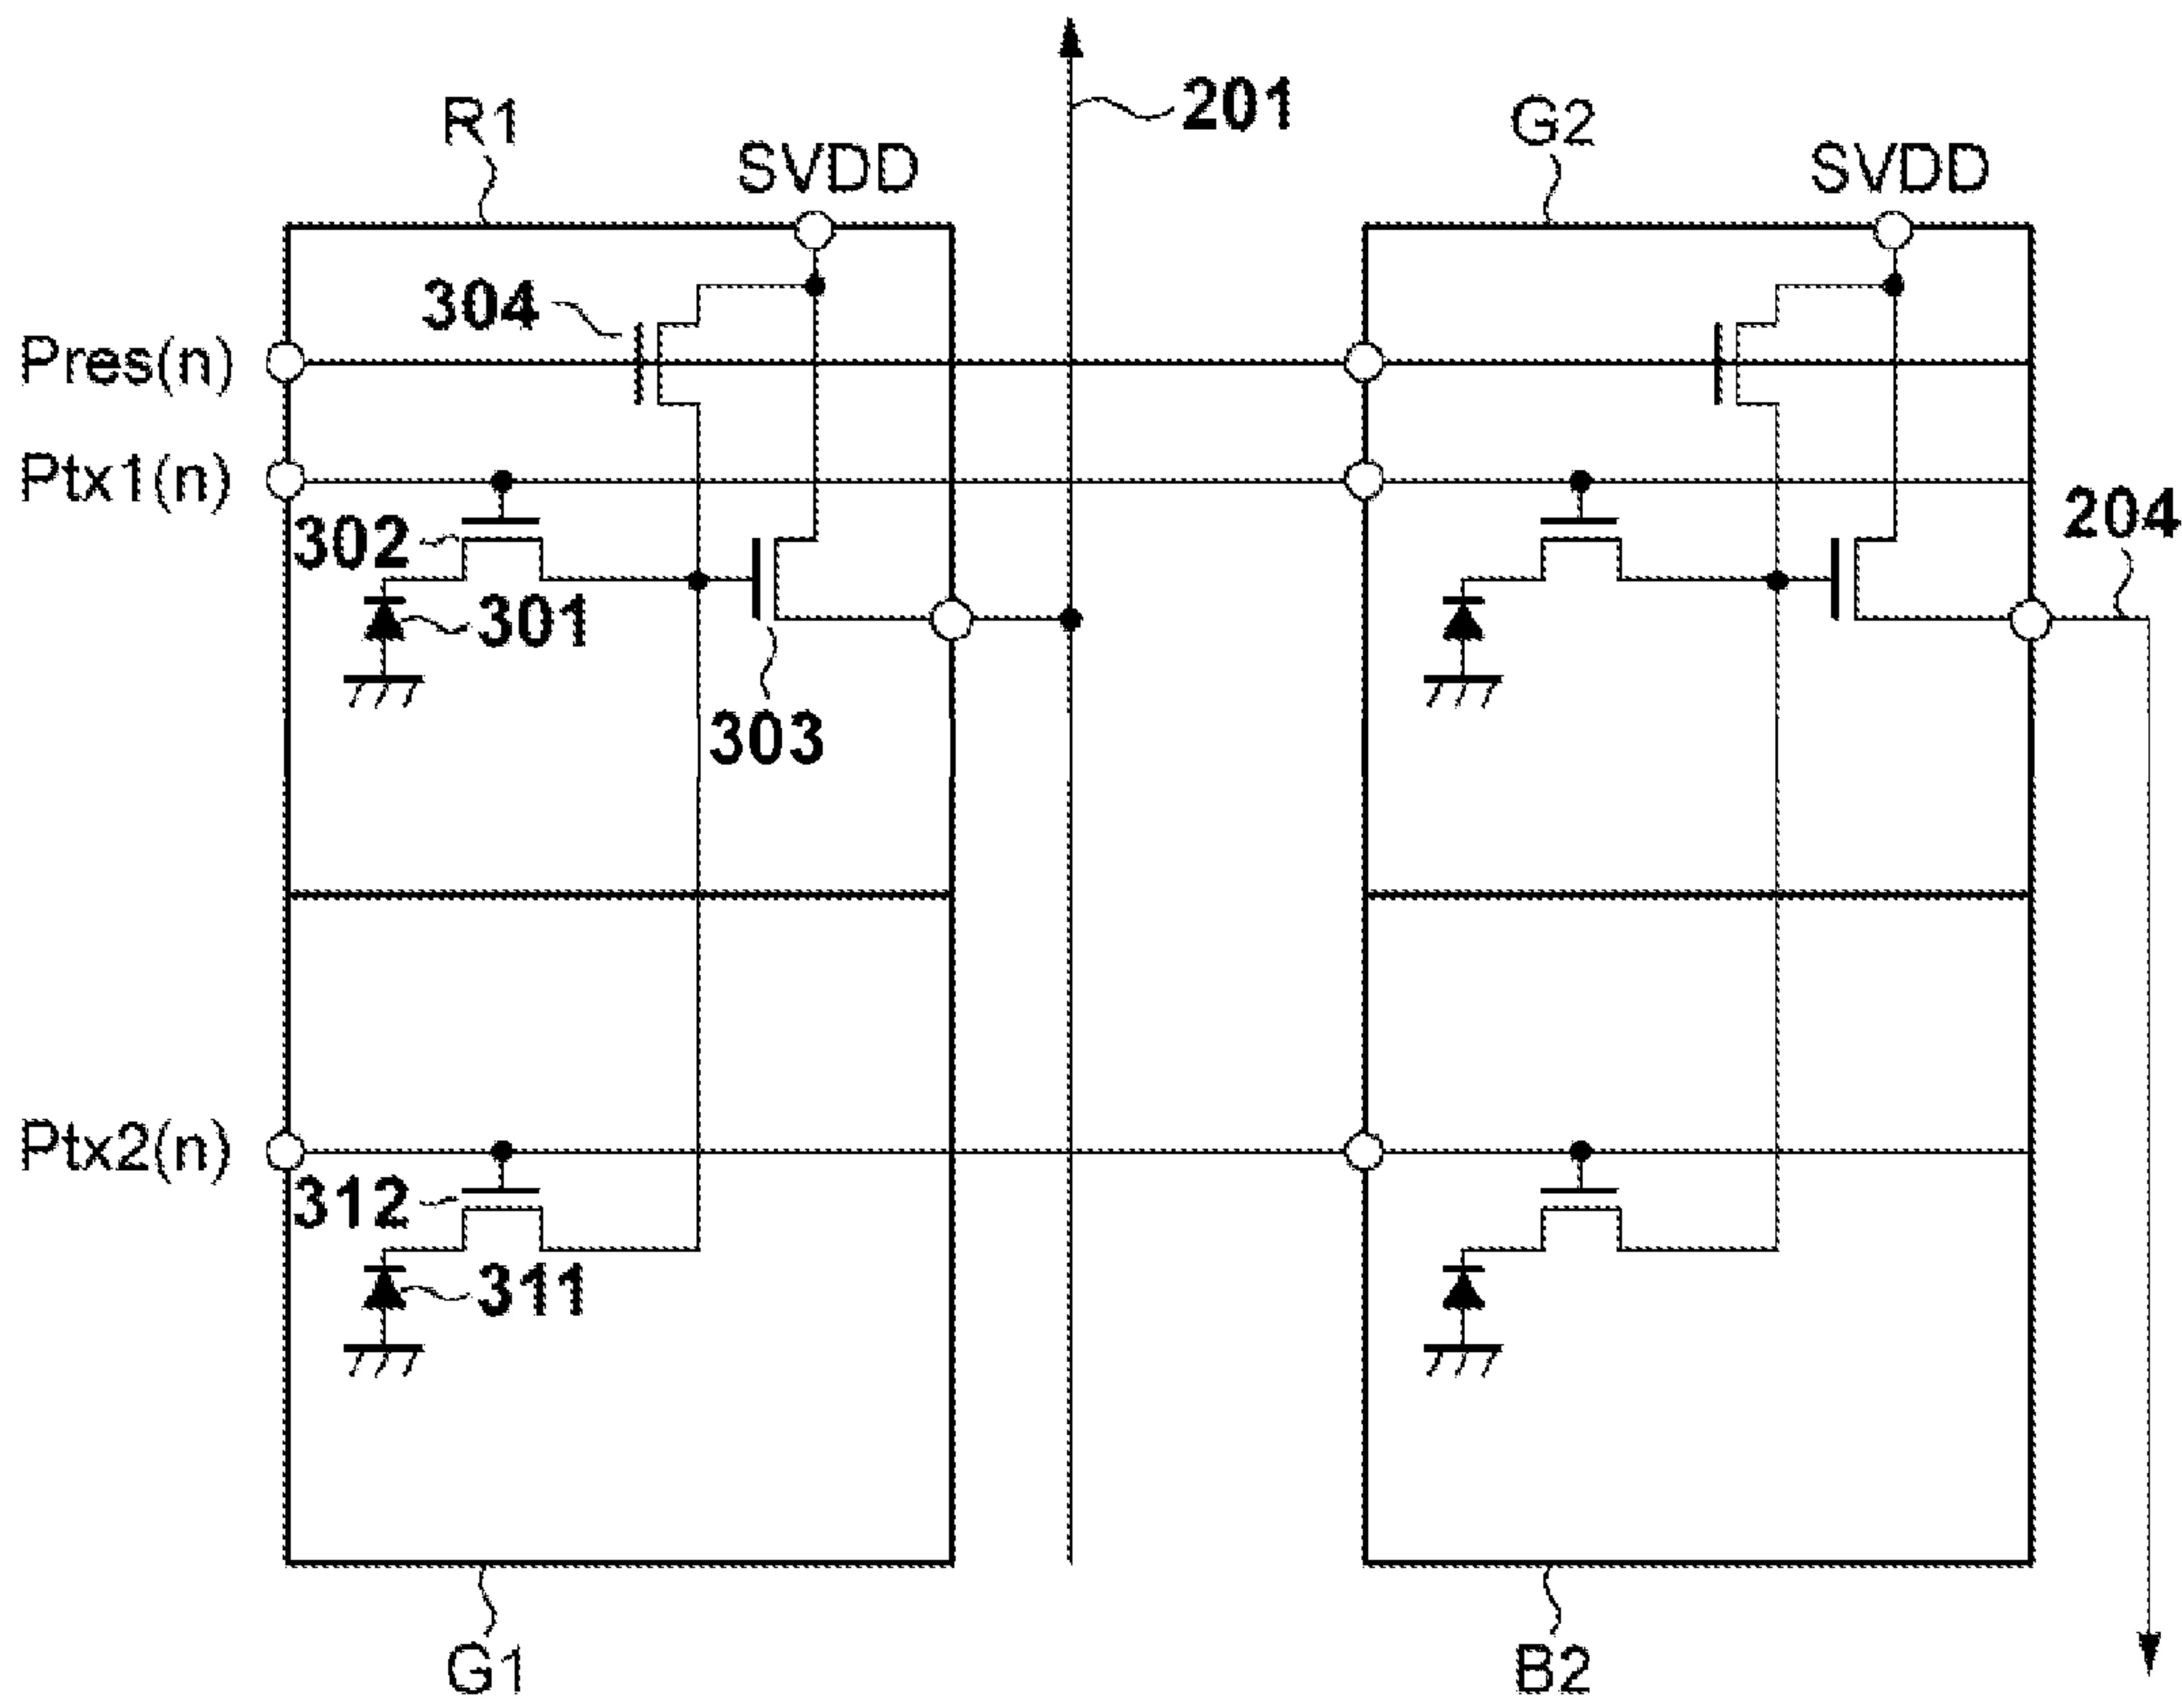 201
R1
G2
SVDD
SVDD
304
Pres(n)
Ptx1(n)
302
204
301
303
Ptx2(n)
312
311
G1
B2